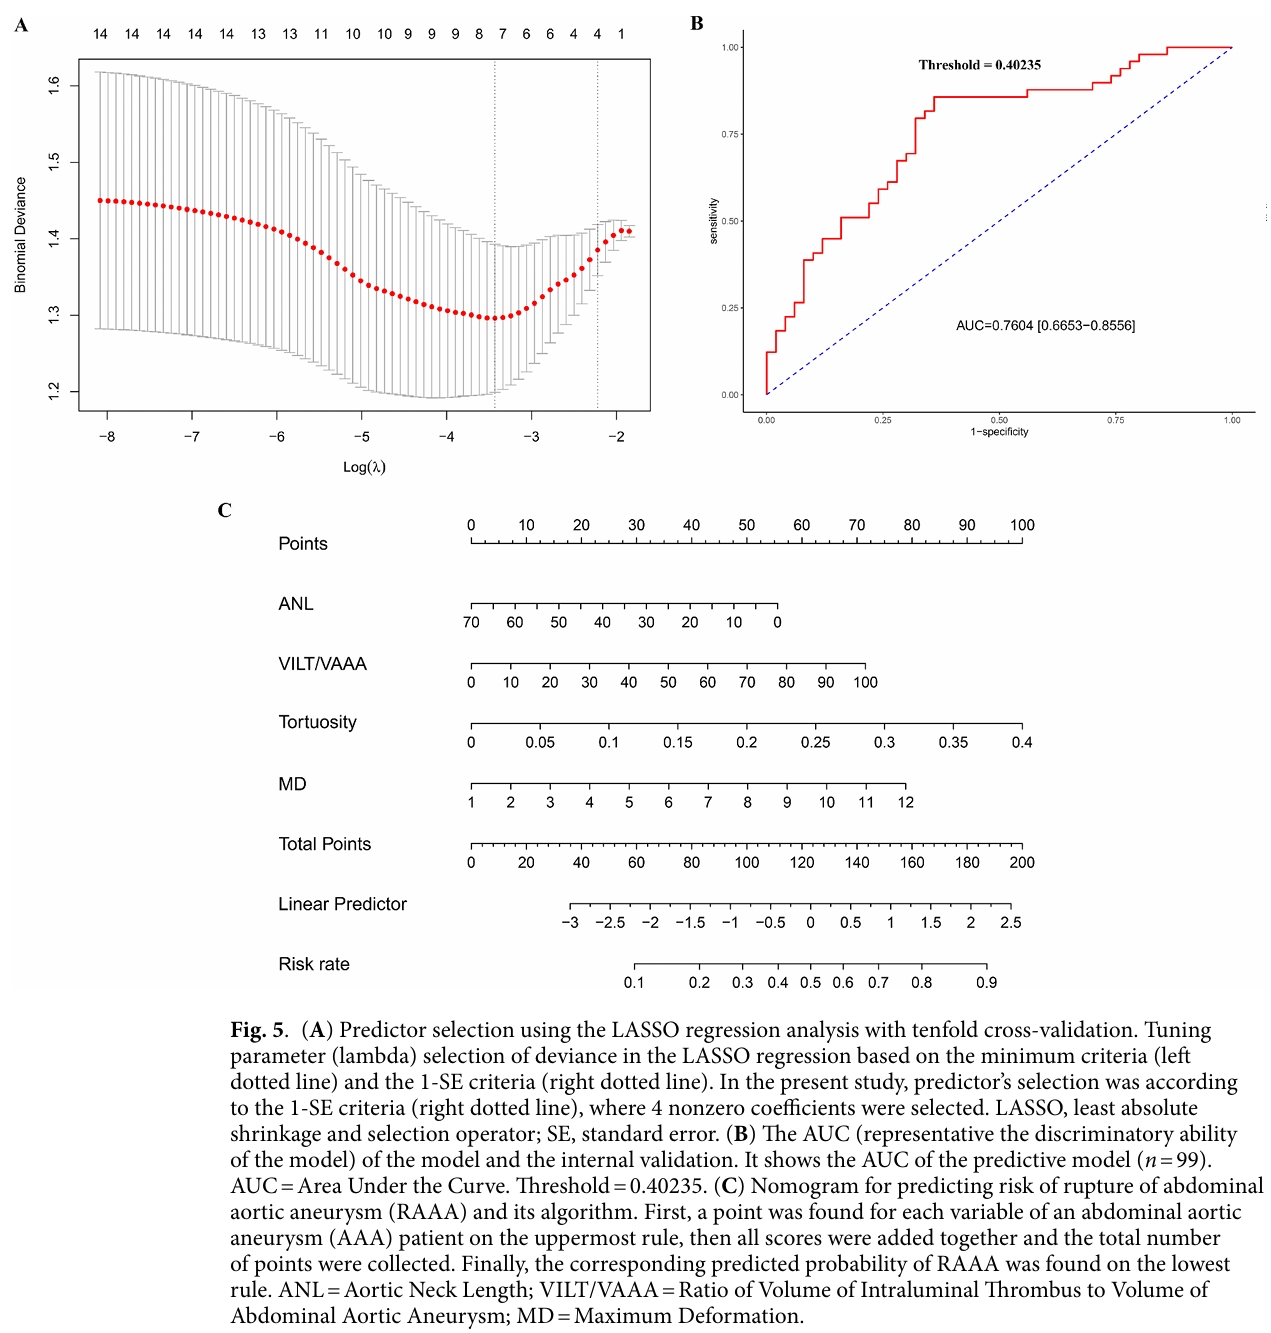 A
14 14 14 14 14 13 13 11 10 10 9 9 9 8 7 6 6 4 4 1
1.6
1.5
1.4
1.3
1.2
Binomial Deviance
−8 −7 −6 −5 −4 −3 −2
Log(λ)
B
Threshold = 0.40235
1.00
0.75
0.50
0.25
0.00
sensitivity
AUC=0.7604 [0.6653−0.8556]
0.00 0.25 0.50 0.75 1.00
1−specificity
C
0 10 20 30 40 50 60 70 80 90 100
Points
ANL
70 60 50 40 30 20 10 0
VILT/VAAA
0 10 20 30 40 50 60 70 80 90 100
Tortuosity
0 0.05 0.1 0.15 0.2 0.25 0.3 0.35 0.4
MD
1 2 3 4 5 6 7 8 9 10 11 12
Total Points
0 20 40 60 80 100 120 140 160 180 200
Linear Predictor
−3 −2.5 −2 −1.5 −1 −0.5 0 0.5 1 1.5 2 2.5
Risk rate
0.1 0.2 0.3 0.4 0.5 0.6 0.7 0.8 0.9
Fig. 5. (A) Predictor selection using the LASSO regression analysis with tenfold cross-validation. Tuning
parameter (lambda) selection of deviance in the LASSO regression based on the minimum criteria (left
dotted line) and the 1-SE criteria (right dotted line). In the present study, predictor’s selection was according
to the 1-SE criteria (right dotted line), where 4 nonzero coefficients were selected. LASSO, least absolute
shrinkage and selection operator; SE, standard error. (B) The AUC (representative the discriminatory ability
of the model) of the model and the internal validation. It shows the AUC of the predictive model (n = 99).
AUC = Area Under the Curve. Threshold = 0.40235. (C) Nomogram for predicting risk of rupture of abdominal
aortic aneurysm (RAAA) and its algorithm. First, a point was found for each variable of an abdominal aortic
aneurysm (AAA) patient on the uppermost rule, then all scores were added together and the total number
of points were collected. Finally, the corresponding predicted probability of RAAA was found on the lowest
rule. ANL = Aortic Neck Length; VILT/VAAA = Ratio of Volume of Intraluminal Thrombus to Volume of
Abdominal Aortic Aneurysm; MD = Maximum Deformation.